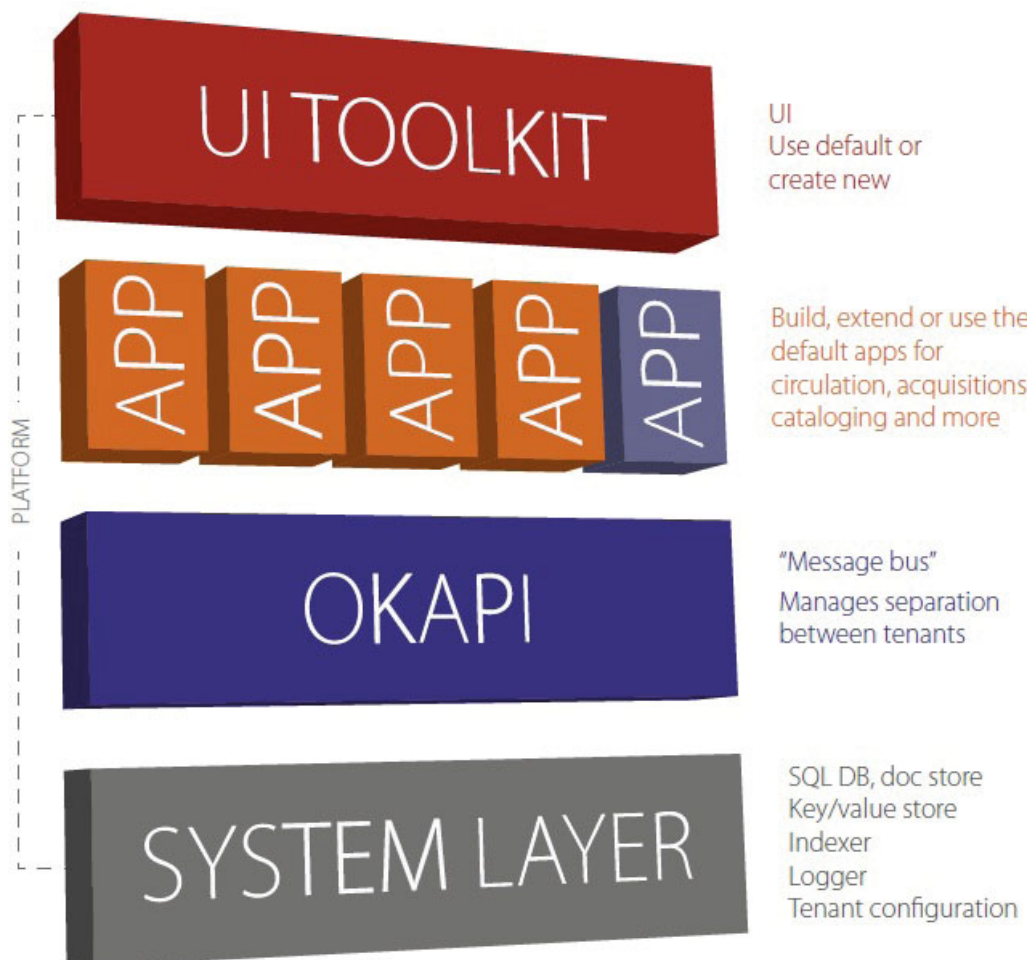 UI TOOLKIT
UI
Use default or
create new
APP
APP
APP
APP
APP
Build, extend or use the
default apps for
circulation, acquisitions
cataloging and more
PLATFORM
OKAPI
“Message bus”
Manages separation
between tenants
SYSTEM LAYER
SQL DB, doc store
Key/value store
Indexer
Logger
Tenant configuration